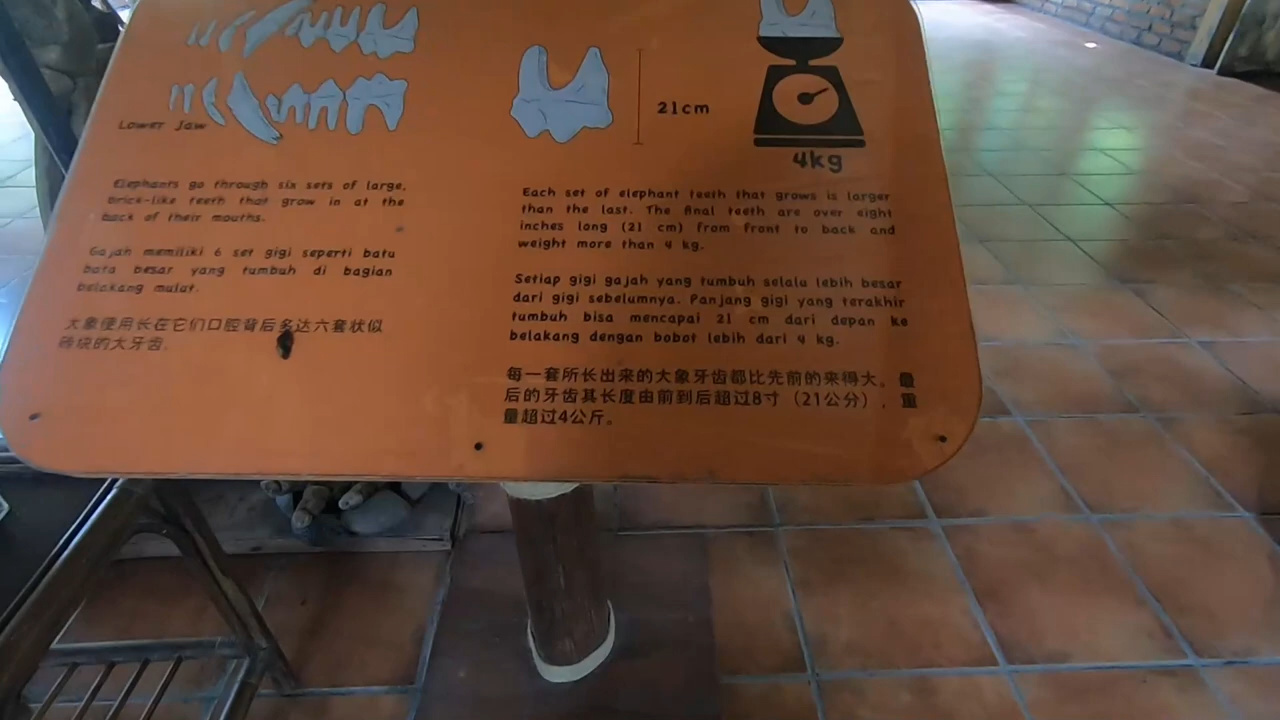 Lower Jaw
21cm
4kg
Elephants go through six sets of large,
brick-like teeth that grow in at the
back of their mouths.
Gajah memiliki 6 set gigi seperti batu
bata besar yang tumbuh di bagian
belakang mulut.
大象使用长在它们口腔背后多达六套状似
砖块的大牙齿.
Each set of elephant teeth that grows is larger
than the last. The final teeth are over eight
inches long (21 cm) from front to back and
weight more than 4 kg.
Setiap gigi gajah yang tumbuh selalu lebih besar
dari gigi sebelumnya. Panjang gigi yang terakhir
tumbuh bisa mencapai 21 cm dari depan ke
belakang dengan bobot lebih dari 4 kg.
每一套所长出来的大象牙齿都比先前的来得大。最
后的牙齿其长度由前到后超过8寸（21公分），重
量超过4公斤。